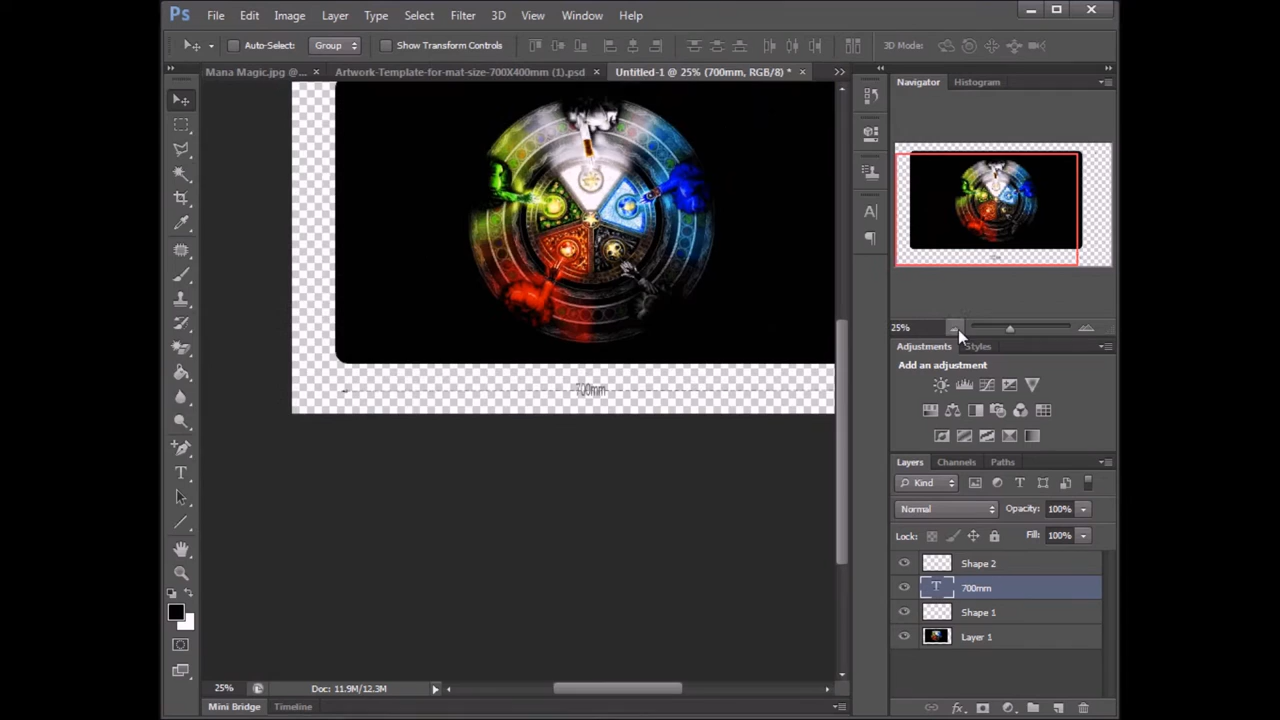 Ps File Edit Image Layer Type Select Filter 3D View Window Help
Auto-Select: Group Show Transform Controls 3D Mode:
Mana Magic.jpg @... × Artwork-Template-for-mat-size-700X400mm (1).psd × Untitled-1 @ 25% (700mm, RGB/8) * ×
Navigator Histogram
700mm
25%
Adjustments Styles
Add an adjustment
Layers Channels Paths
Kind
Normal Opacity: 100%
Lock: Fill: 100%
Shape 2
700mm
Shape 1
Layer 1
25% Doc: 11.9M/12.3M
Mini Bridge Timeline